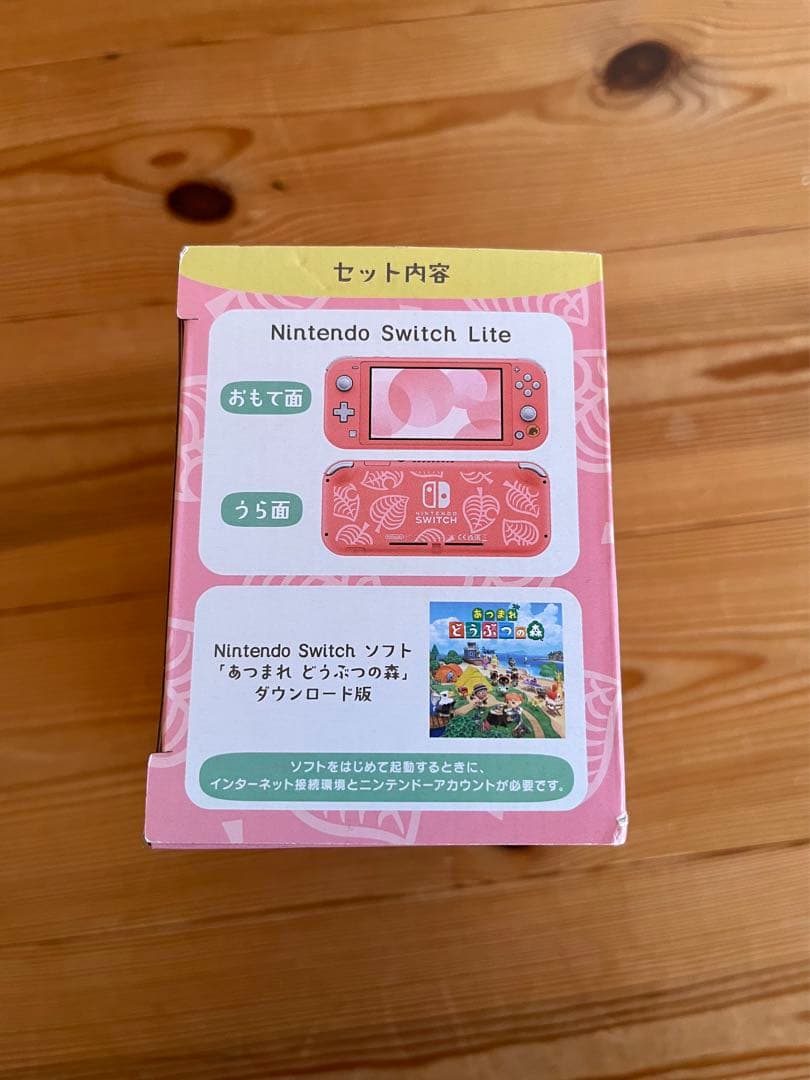 セット内容
Nintendo Switch Lite
おもて面
うら面
NINTENDO
SWITCH
Nintendo Switch ソフト
「あつまれ どうぶつの森」
ダウンロード版
あつまれ
どうぶつの森
ソフトをはじめて起動するときに、
インターネット接続環境とニンテンドーアカウントが必要です。